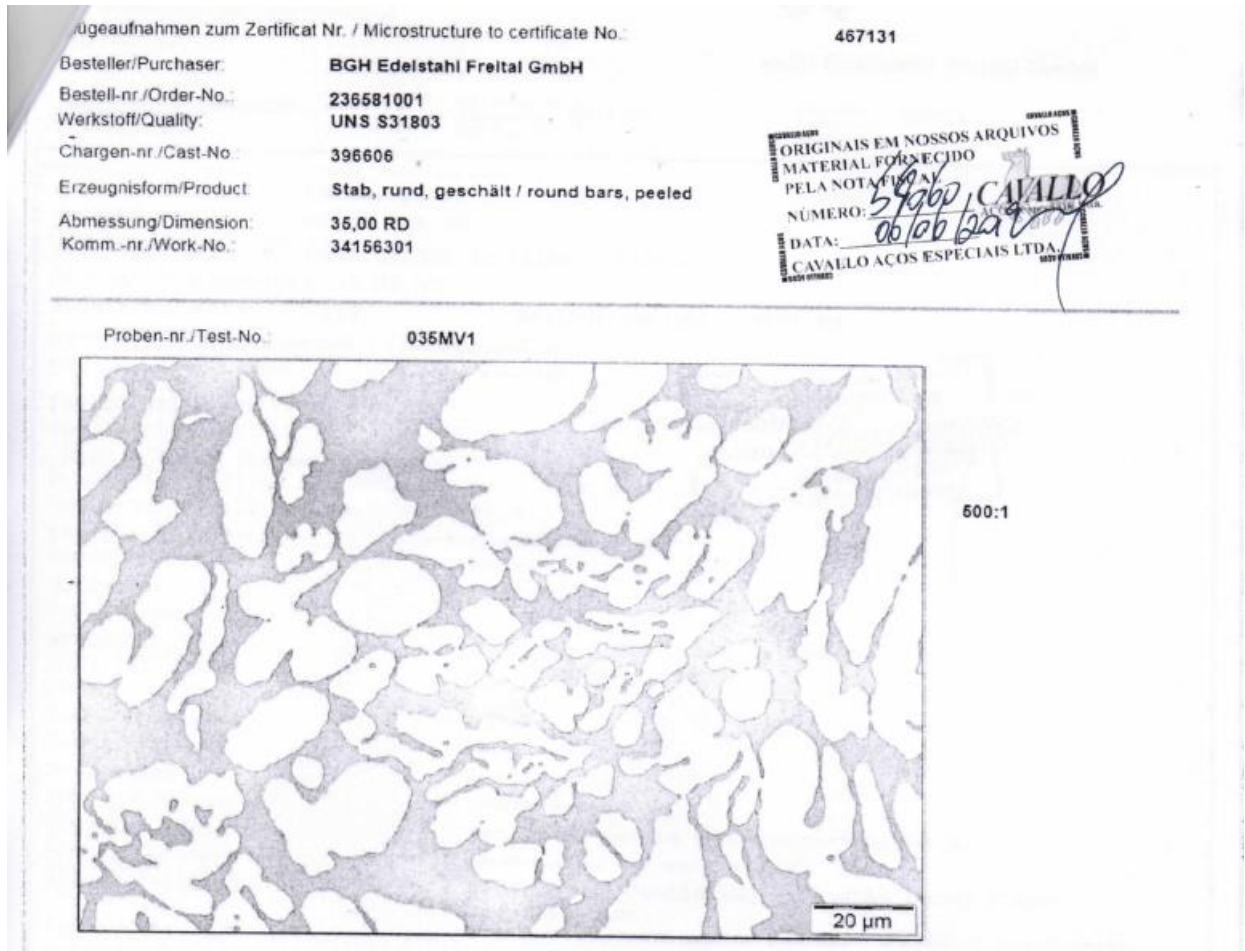 ügeaufnahmen zum Zertificat Nr. / Microstructure to certificate No.: 467131
Besteller/Purchaser: BGH Edelstahl Freital GmbH
Bestell-nr./Order-No.: 236581001
Werkstoff/Quality: UNS S31803
Chargen-nr./Cast-No.: 396606
Erzeugnisform/Product: Stab, rund, geschält / round bars, peeled
Abmessung/Dimension: 35,00 RD
Komm.-nr./Work-No.: 34156301
ORIGINAIS EM NOSSOS ARQUIVOS
MATERIAL FORNECIDO
PELA NOTA FISCAL
CAVALLO
NÚMERO:
DATA: 06/06/
CAVALLO AÇOS ESPECIAIS LTDA.
Proben-nr./Test-No.: 035MV1
500:1
20 µm